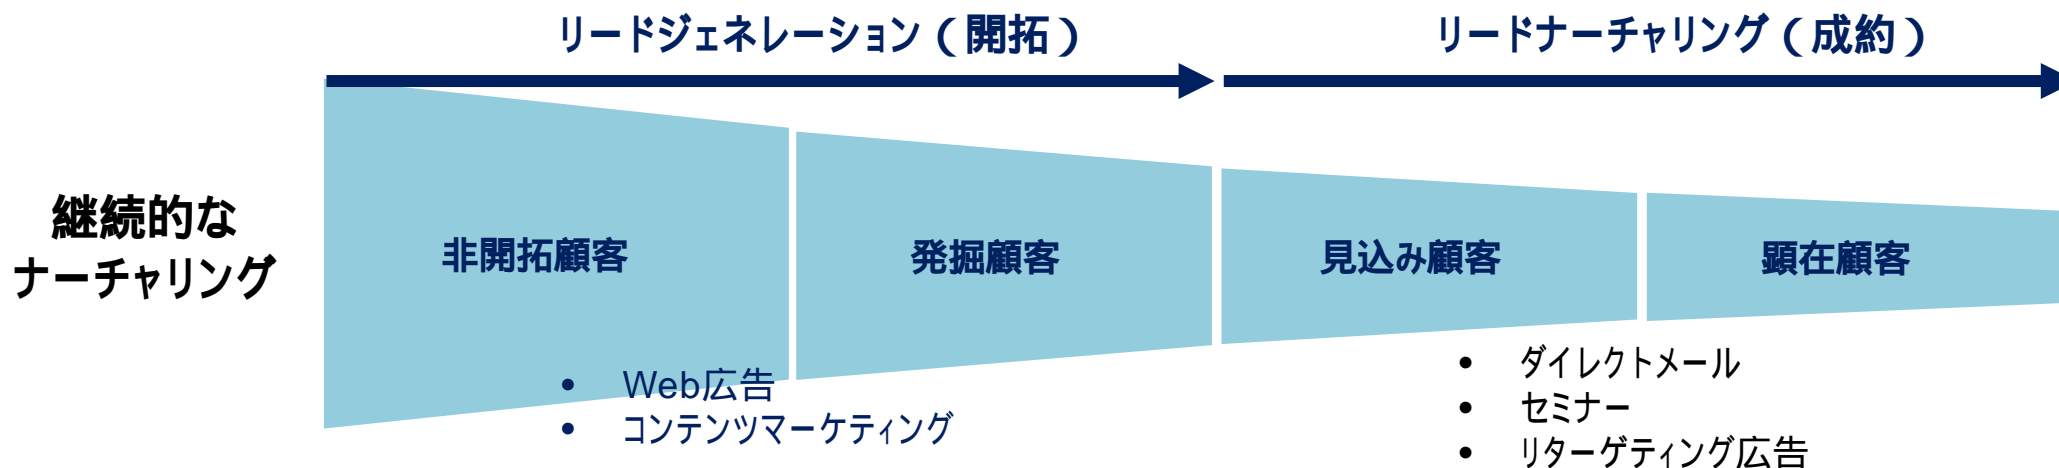 リードジェネレーション（開拓）
リードナーチャリング（成約）
継続的な
ナーチャリング
非開拓顧客
発掘顧客
見込み顧客
顕在顧客
• Web広告
• コンテンツマーケティング
• ダイレクトメール
• セミナー
• リターゲティング広告